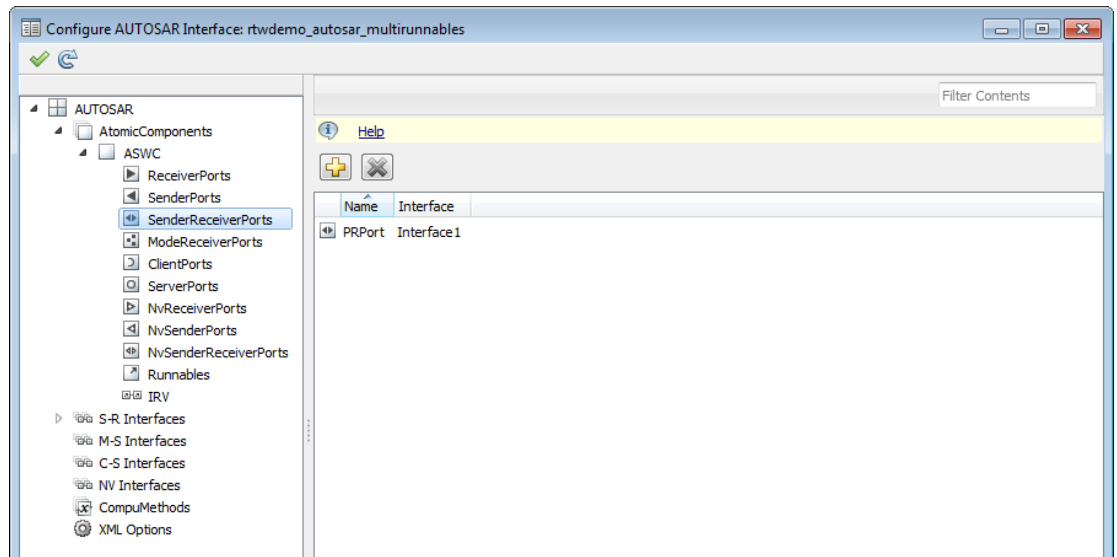 Configure AUTOSAR Interface: rtwdemo_autosar_multirunnables
Filter Contents
AUTOSAR
AtomicComponents
ASWC
ReceiverPorts
SenderPorts
SenderReceiverPorts
ModeReceiverPorts
ClientPorts
ServerPorts
NvReceiverPorts
NvSenderPorts
NvSenderReceiverPorts
Runnables
IRV
S-R Interfaces
M-S Interfaces
C-S Interfaces
NV Interfaces
CompuMethods
XML Options
Help
Name Interface
PRPort Interface1